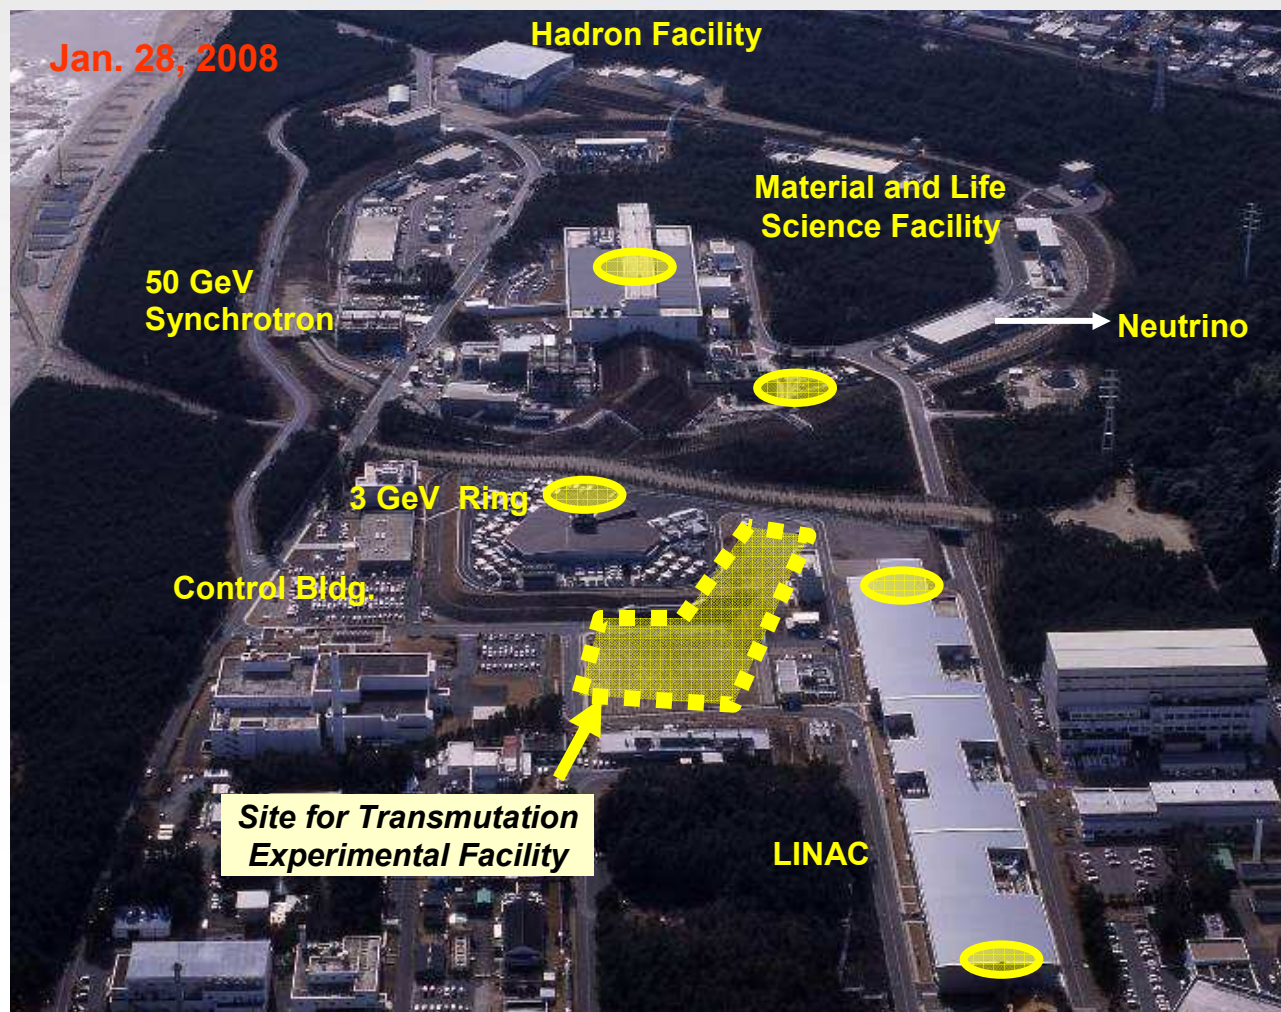 Hadron Facility
Jan. 28, 2008
Material and Life
Science Facility
50 GeV
Synchrotron
Neutrino
3 GeV  Ring
Control Bldg.
Site for Transmutation
Experimental Facility
LINAC